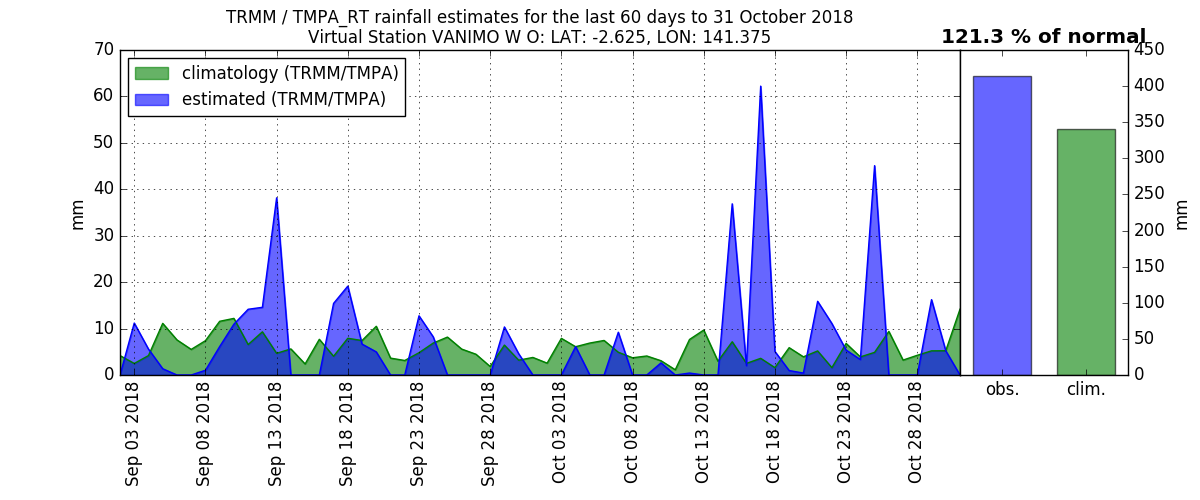 TRMM / TMPA_RT rainfall estimates for the last 60 days to 31 October 2018
Virtual Station VANIMO W O: LAT: -2.625, LON: 141.375
121.3 % of normal
climatology (TRMM/TMPA)
estimated (TRMM/TMPA)
70
60
50
40
30
20
10
0
mm
Sep 03 2018
Sep 08 2018
Sep 13 2018
Sep 18 2018
Sep 23 2018
Sep 28 2018
Oct 03 2018
Oct 08 2018
Oct 13 2018
Oct 18 2018
Oct 23 2018
Oct 28 2018
obs.
clim.
450
400
350
300
250
200
150
100
50
0
mm